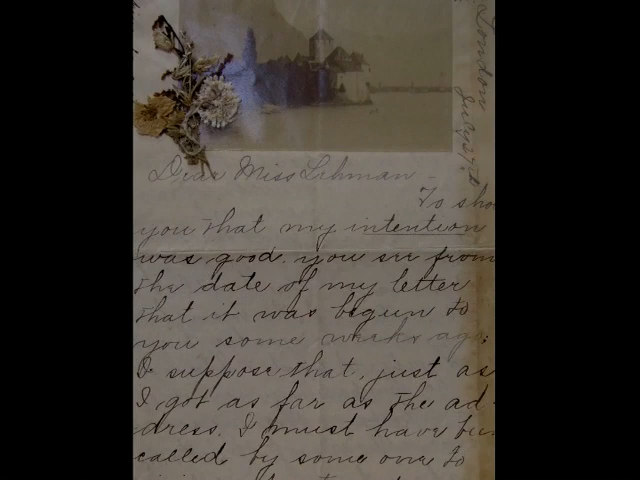 London
July 27th
Dear Miss Lehman -
To sho
you that my intention
was good, you see from
the date of my letter
that it was begun to
you some weeks ago;
I suppose that, just as
I got as far as the ad-
dress, I must have been
called by some one to